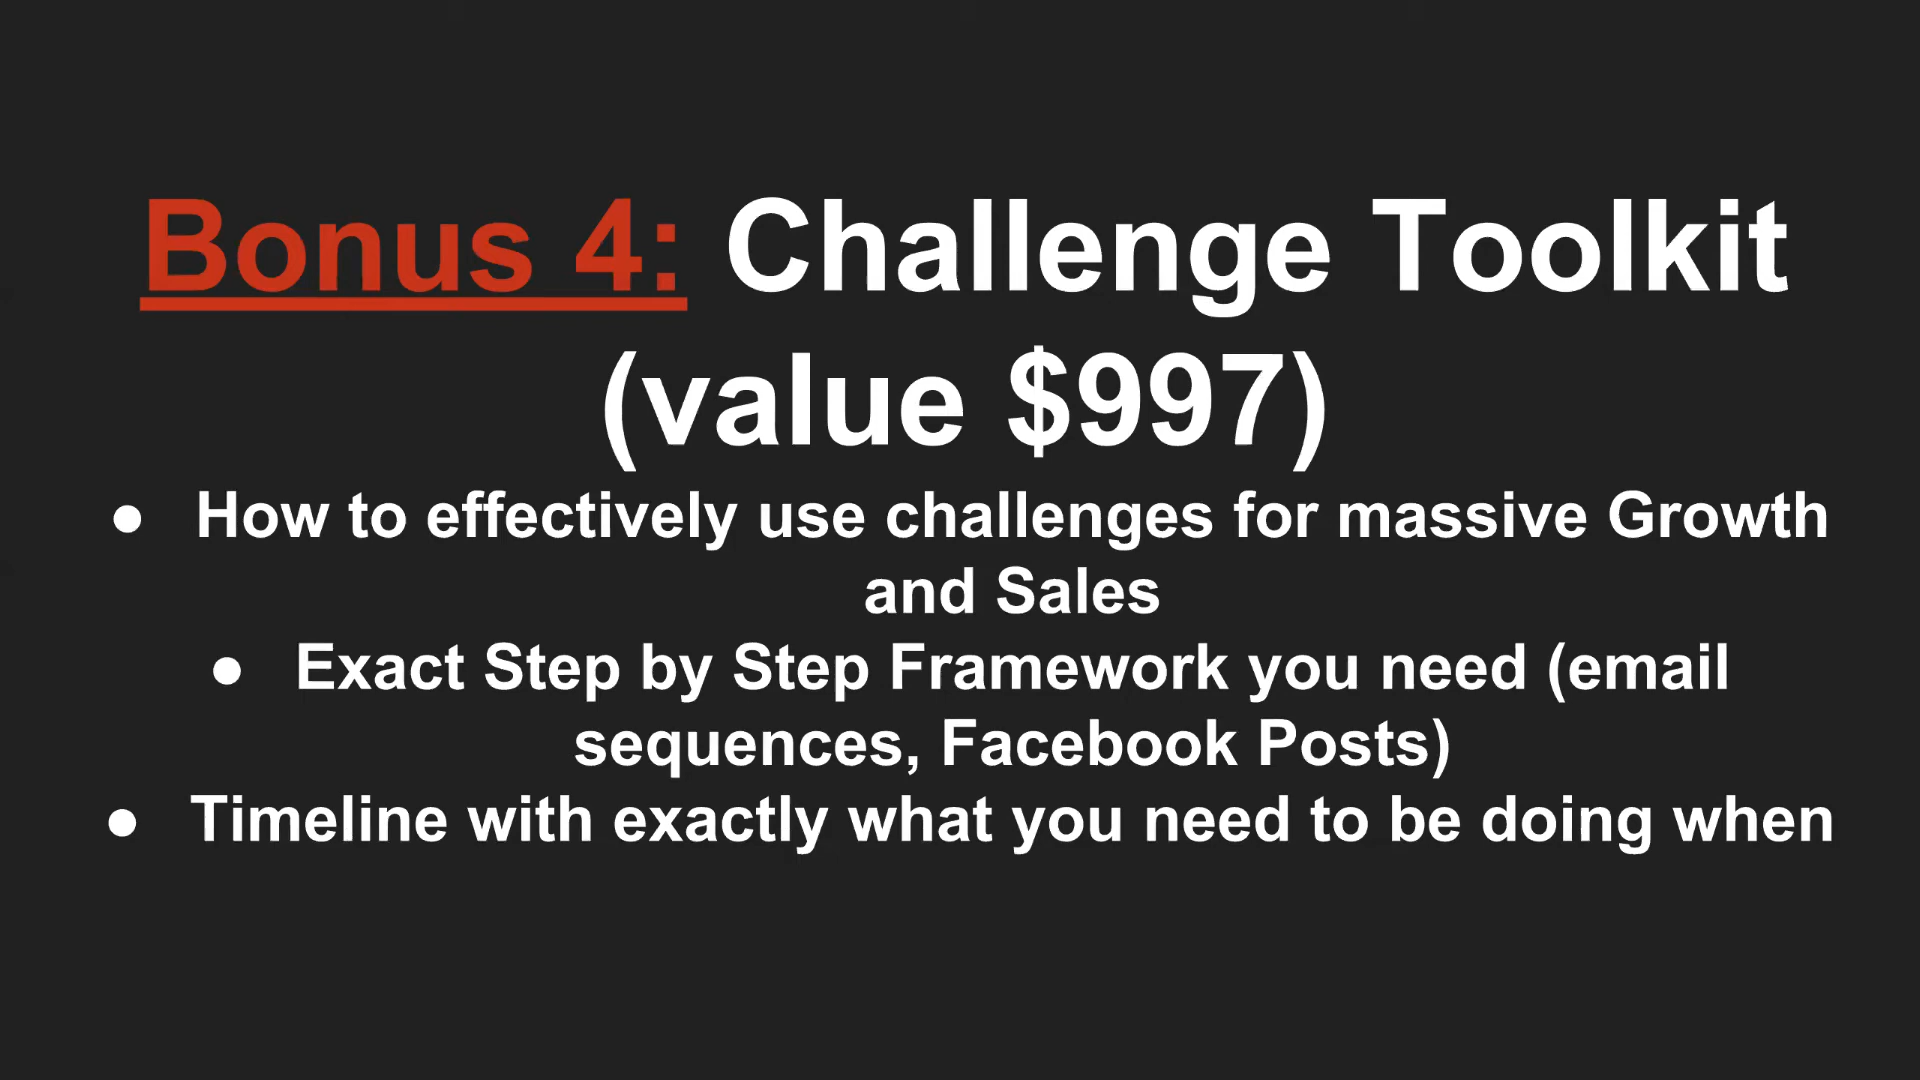 Bonus 4: Challenge Toolkit
(value $997)
● How to effectively use challenges for massive Growth
and Sales
● Exact Step by Step Framework you need (email
sequences, Facebook Posts)
● Timeline with exactly what you need to be doing when